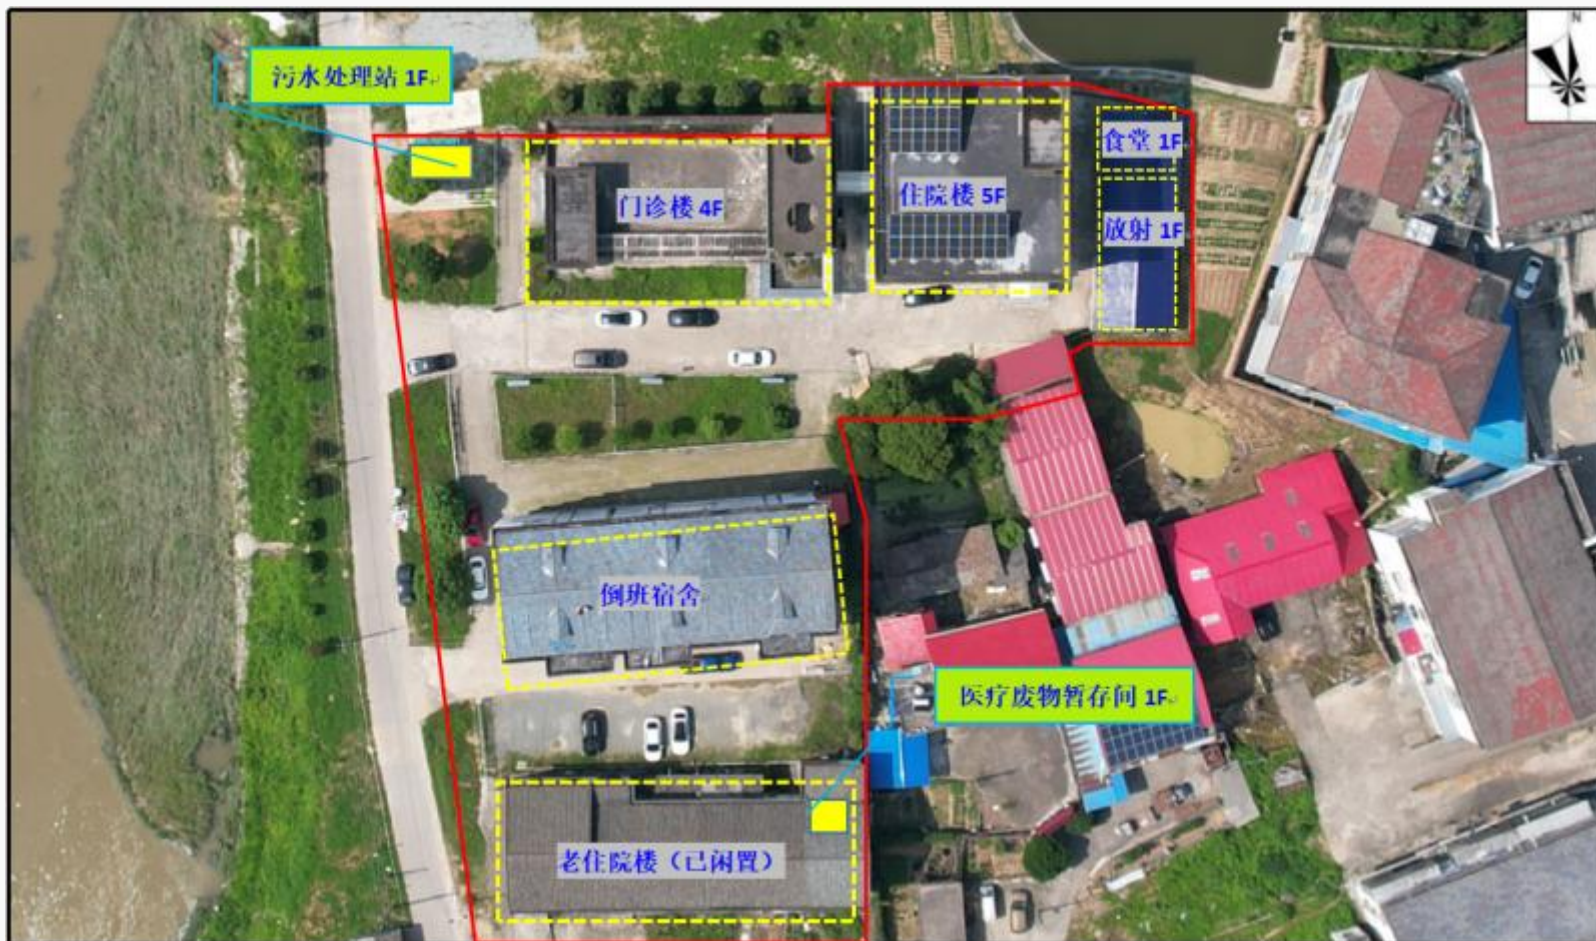 N
污水处理站 1F
食堂 1F
门诊楼 4F
住院楼 5F
放射 1F
倒班宿舍
医疗废物暂存间 1F
老住院楼（已闲置）